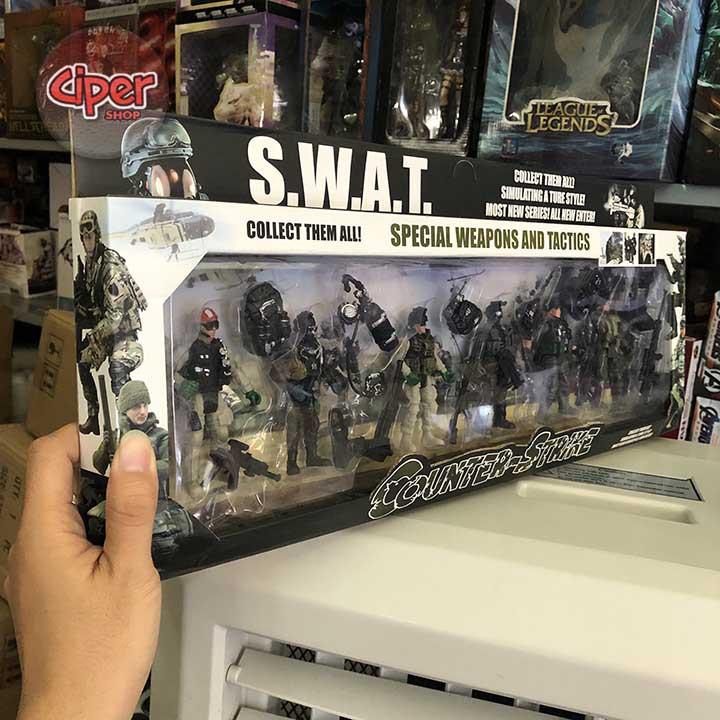 Ciper
SHOP
LEAGUE
OF
LEGENDS
S.W.A.T.
COLLECT THEM ALL!
SIMULATING A TURE STYLE!
MOST NEW SERIES! ALL NEW ENTER!
COLLECT THEM ALL!
SPECIAL WEAPONS AND TACTICS
COUNTER-STRIKE